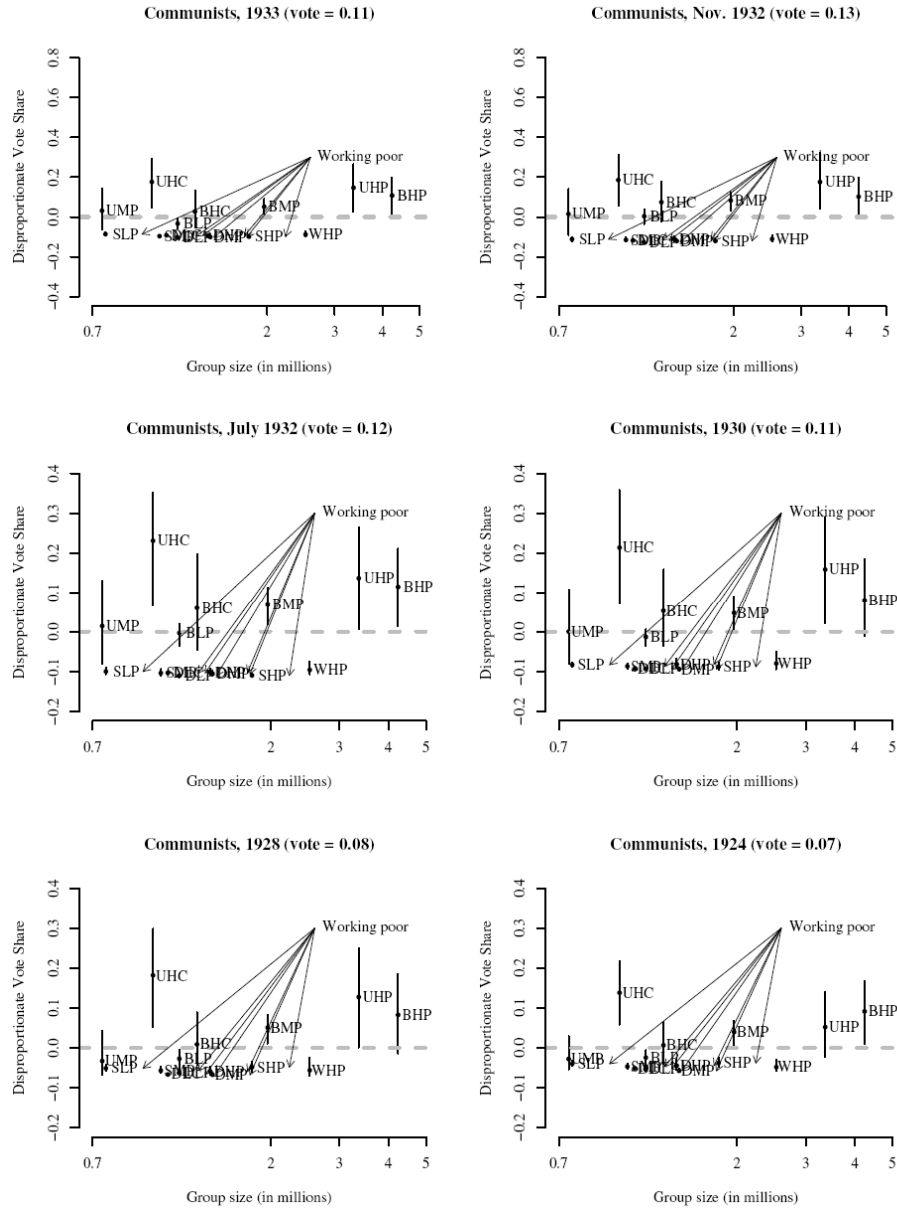 Communists, 1933 (vote = 0.11)
Disproportionate Vote Share
0.8
0.6
0.4
0.2
0.0
−0.2
−0.4
Working poor
UHC
UHP
BHP
UMP
BHC
BMP
BLP
SLP
DLP
DMP
SHP
WHP
0.7
2
3
4
5
Group size (in millions)
Communists, Nov. 1932 (vote = 0.13)
Disproportionate Vote Share
0.8
0.6
0.4
0.2
0.0
−0.2
−0.4
Working poor
UHC
UHP
BHP
UMP
BHC
BMP
BLP
SLP
DLP
DMP
SHP
WHP
0.7
2
3
4
5
Group size (in millions)
Communists, July 1932 (vote = 0.12)
Disproportionate Vote Share
0.4
0.3
0.2
0.1
0.0
−0.1
−0.2
Working poor
UHC
UHP
BHP
UMP
BHC
BMP
BLP
SLP
DLP
SHP
WHP
0.7
2
3
4
5
Group size (in millions)
Communists, 1930 (vote = 0.11)
Disproportionate Vote Share
0.4
0.3
0.2
0.1
0.0
−0.1
−0.2
Working poor
UHC
UHP
BHP
UMP
BHC
BMP
BLP
SLP
DLP
DMP
SHP
WHP
0.7
2
3
4
5
Group size (in millions)
Communists, 1928 (vote = 0.08)
Disproportionate Vote Share
0.4
0.3
0.2
0.1
0.0
−0.1
−0.2
Working poor
UHC
UHP
BHP
UMP
BHC
BMP
BLP
SLP
DMP
SHP
WHP
0.7
2
3
4
5
Group size (in millions)
Communists, 1924 (vote = 0.07)
Disproportionate Vote Share
0.4
0.3
0.2
0.1
0.0
−0.1
−0.2
Working poor
UHC
UHP
BHP
UMP
BHC
BMP
BLP
SLP
DMP
SHP
WHP
0.7
2
3
4
5
Group size (in millions)